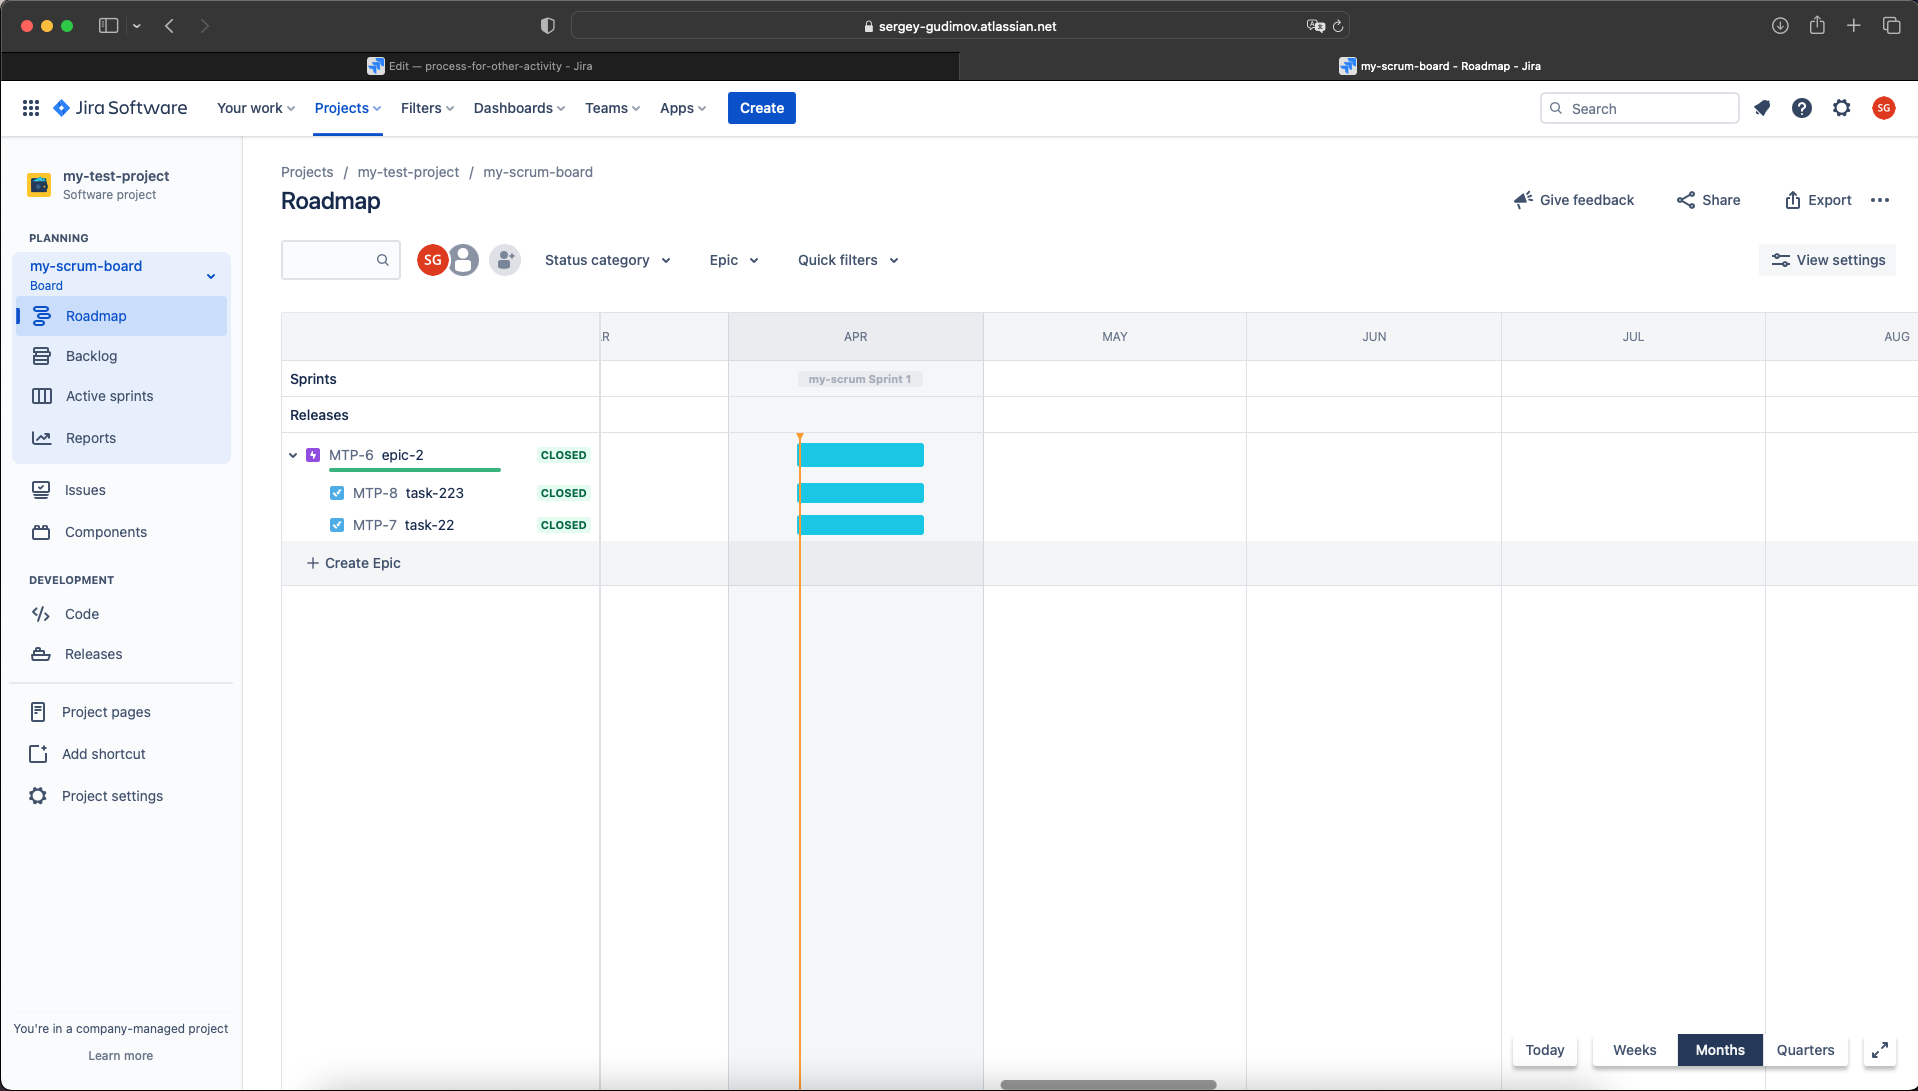 sergey-gudimov.atlassian.net
Edit — process-for-other-activity - Jira
my-scrum-board - Roadmap - Jira
Jira Software
Your work
Projects
Filters
Dashboards
Teams
Apps
Create
Search
SG
my-test-project
Software project
PLANNING
my-scrum-board
Board
Roadmap
Backlog
Active sprints
Reports
Issues
Components
DEVELOPMENT
Code
Releases
Project pages
Add shortcut
Project settings
You're in a company-managed project
Learn more
Projects / my-test-project / my-scrum-board
Roadmap
Give feedback
Share
Export
SG
Status category
Epic
Quick filters
View settings
APR
MAY
JUN
JUL
AUG
Sprints
my-scrum Sprint 1
Releases
MTP-6 epic-2 CLOSED
MTP-8 task-223 CLOSED
MTP-7 task-22 CLOSED
+ Create Epic
Today
Weeks
Months
Quarters